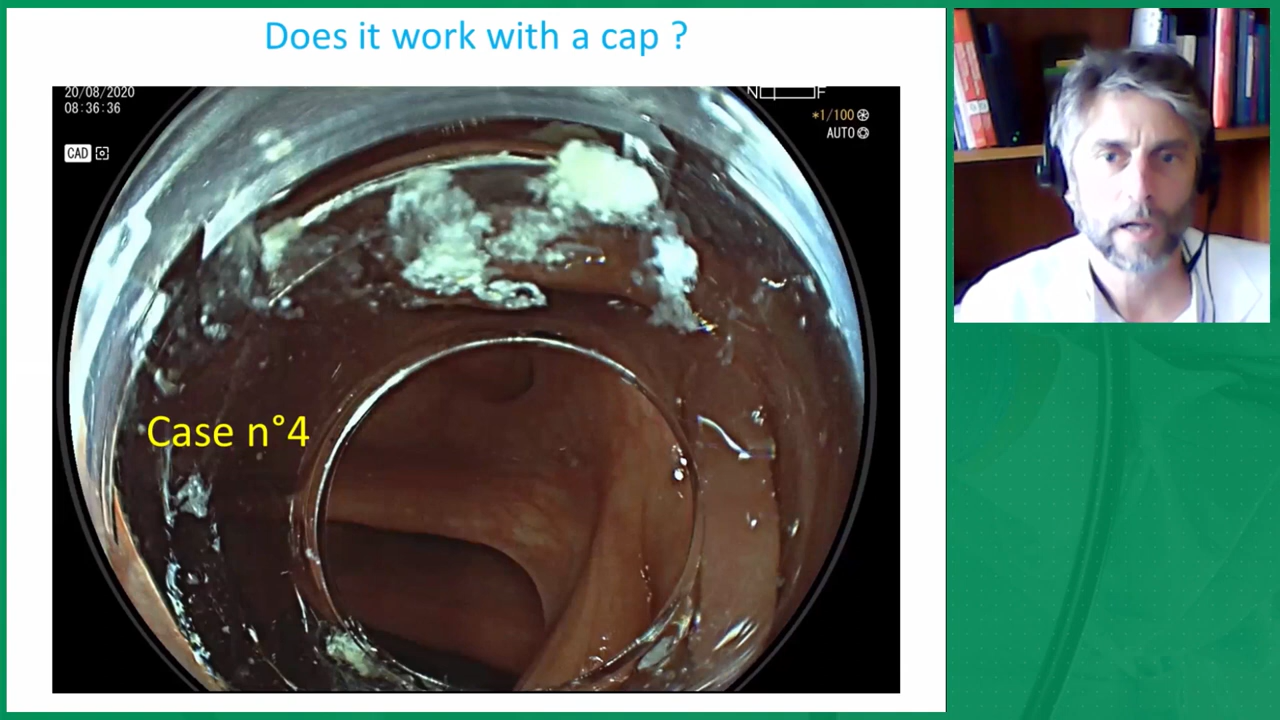 Does it work with a cap ?
20/08/2020
08:36:36
N F
*1/100
AUTO
CAD
Case n°4